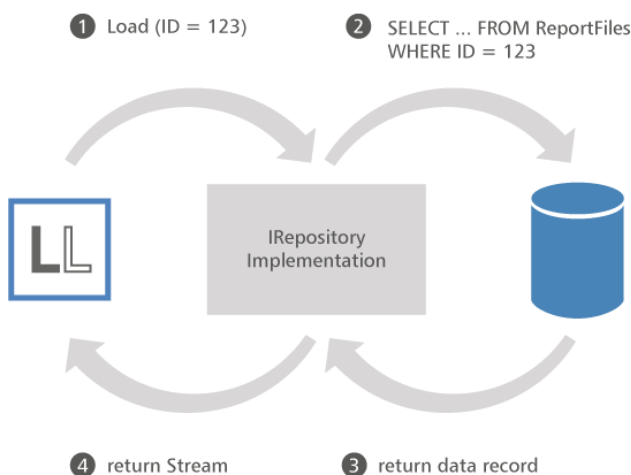 1 Load (ID = 123)
2 SELECT ... FROM ReportFiles
WHERE ID = 123
LL
IRepository
Implementation
4 return Stream
3 return data record